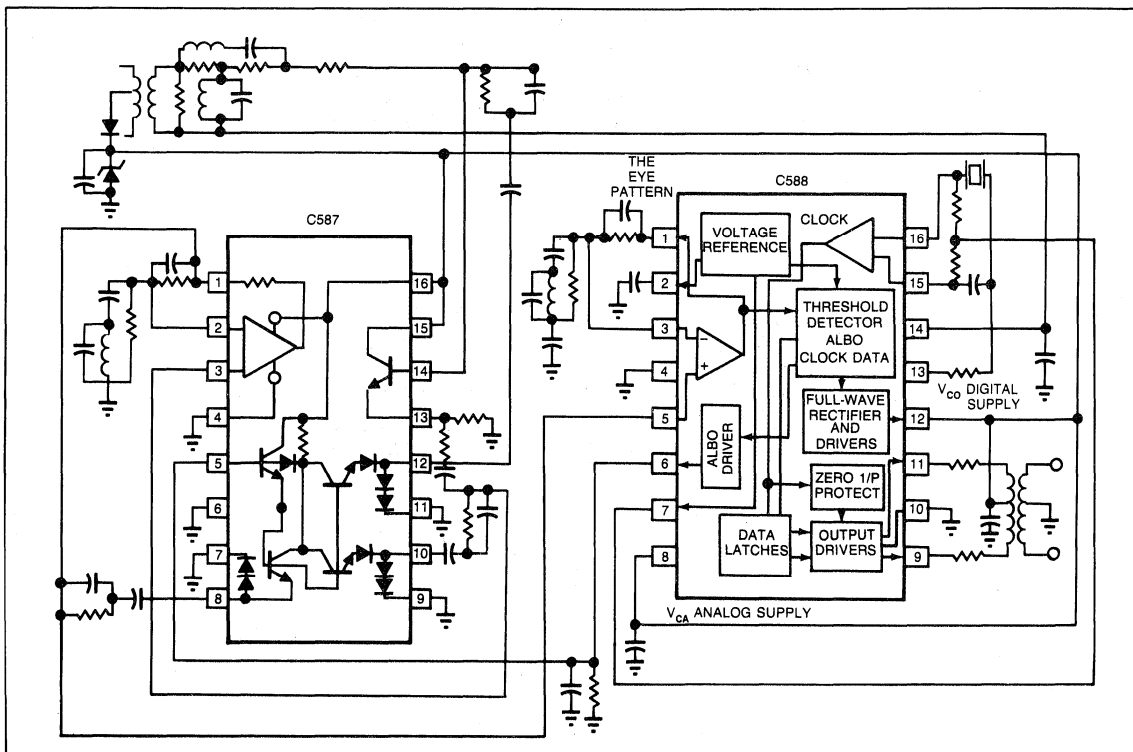 C587
1
2
3
4
5
6
7
8
16
15
14
13
12
11
10
9
THE
EYE
PATTERN
C588
1
2
3
4
5
6
7
8
VOLTAGE
REFERENCE
CLOCK
THRESHOLD
DETECTOR
ALBO
CLOCK DATA
FULL-WAVE
RECTIFIER
AND
DRIVERS
ALBO
DRIVER
ZERO 1/P
PROTECT
DATA
LATCHES
OUTPUT
DRIVERS
-
+
16
15
14
13
12
11
10
9
VCO DIGITAL
SUPPLY
VCA ANALOG SUPPLY